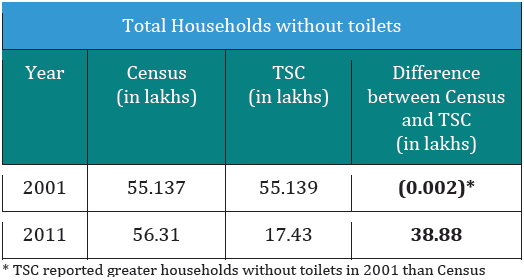 Total Households without toilets
Year Census TSC Difference
(in lakhs) (in lakhs) between Census
and TSC
(in lakhs)
2001 55.137 55.139 (0.002)*
2011 56.31 17.43 38.88
* TSC reported greater households without toilets in 2001 than Census